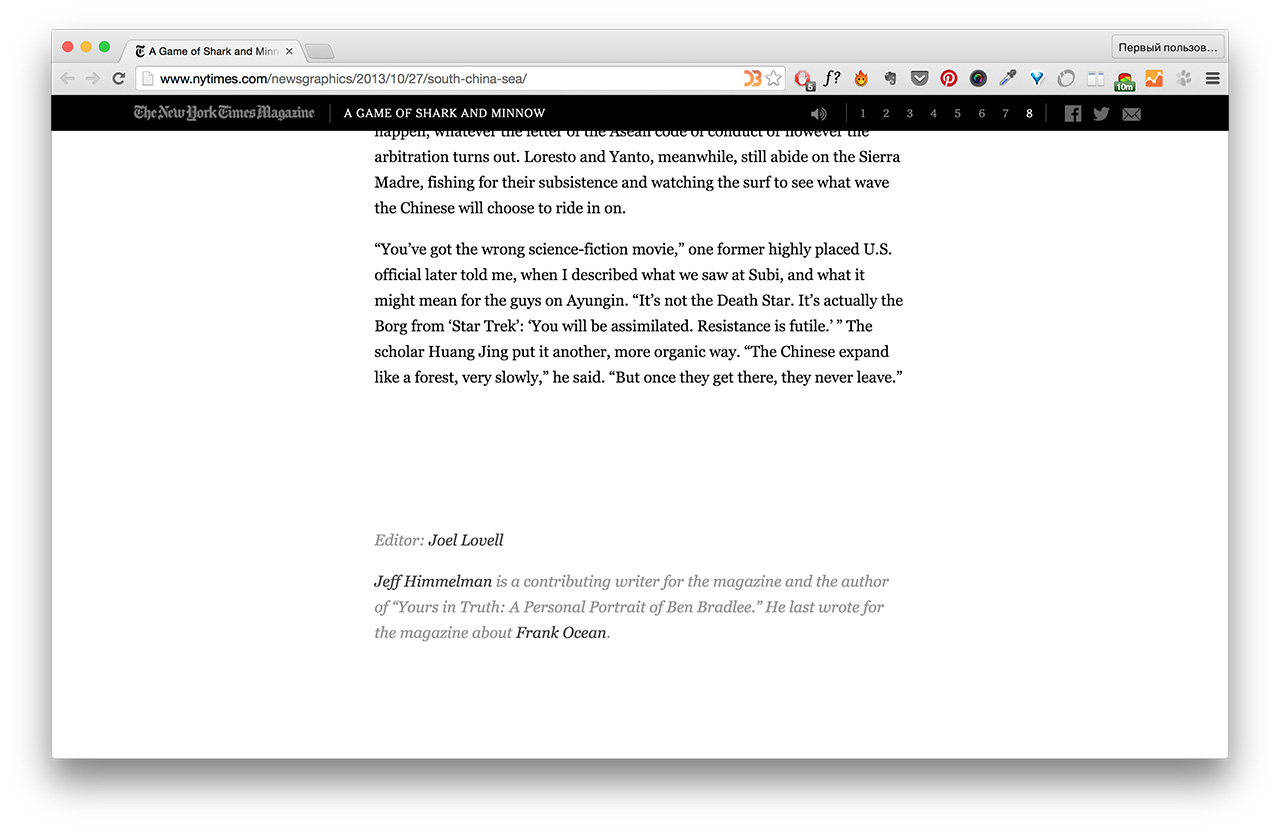 A Game of Shark and Minn
Первый пользов...
www.nytimes.com/newsgraphics/2013/10/27/south-china-sea/
f?
5
10m
The New York Times Magazine
A GAME OF SHARK AND MINNOW
1 2 3 4 5 6 7 8
happen, whatever the letter of the Asean code of conduct or however the
arbitration turns out. Loresto and Yanto, meanwhile, still abide on the Sierra
Madre, fishing for their subsistence and watching the surf to see what wave
the Chinese will choose to ride in on.
“You’ve got the wrong science-fiction movie,” one former highly placed U.S.
official later told me, when I described what we saw at Subi, and what it
might mean for the guys on Ayungin. “It’s not the Death Star. It’s actually the
Borg from ‘Star Trek’: ‘You will be assimilated. Resistance is futile.’ ” The
scholar Huang Jing put it another, more organic way. “The Chinese expand
like a forest, very slowly,” he said. “But once they get there, they never leave.”
Editor: Joel Lovell
Jeff Himmelman is a contributing writer for the magazine and the author
of “Yours in Truth: A Personal Portrait of Ben Bradlee.” He last wrote for
the magazine about Frank Ocean.